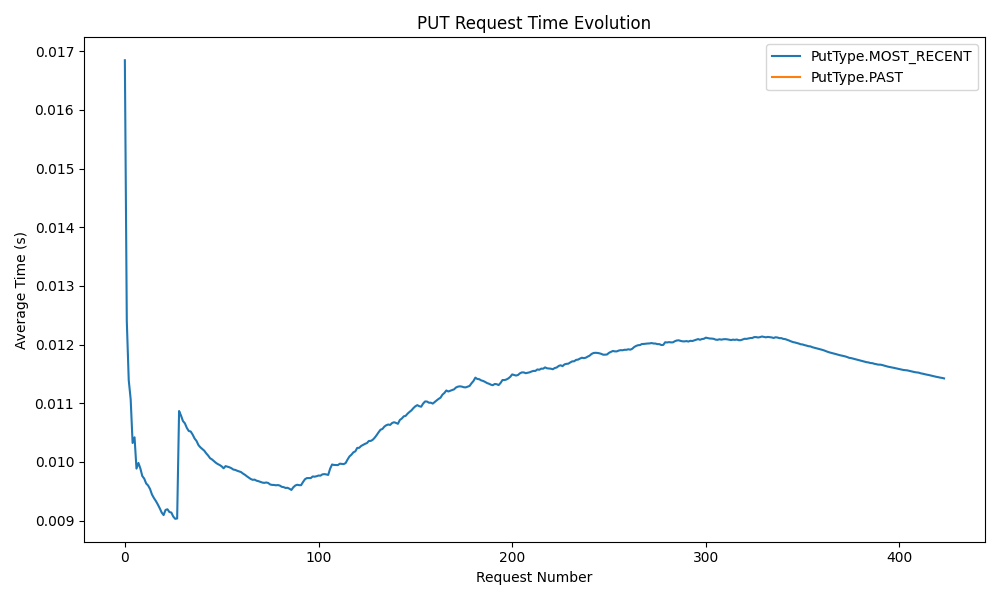 PUT Request Time Evolution
PutType.MOST_RECENT
PutType.PAST
Average Time (s)
0.017
0.016
0.015
0.014
0.013
0.012
0.011
0.010
0.009
0
100
200
300
400
Request Number